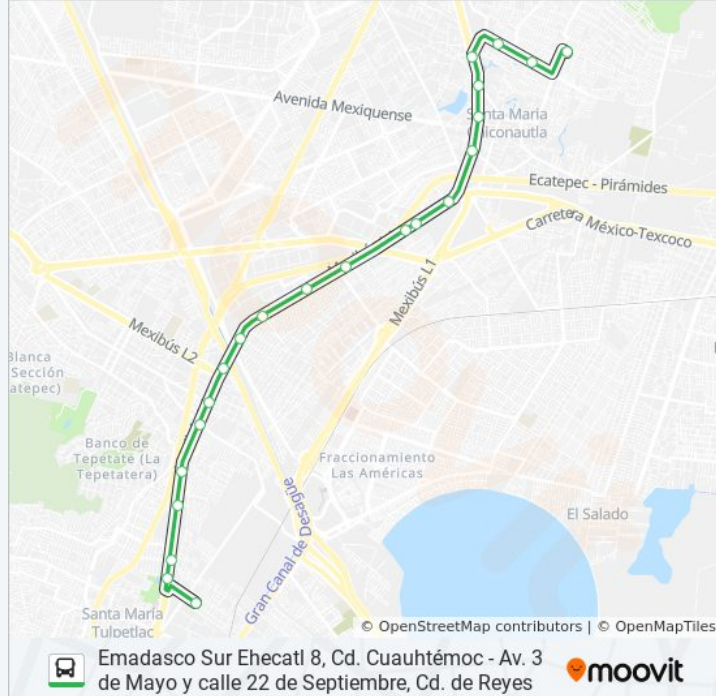 Avenida Mexiquense
Santa María
Chiconautla
Ecatepec - Pirámides
Carretera México-Texcoco
Mexibús L1
Mexibús L2
Blanca
Sección
atepec)
Banco de
Tepetate (La
Tepetatera)
Fraccionamiento
Las Américas
Gran Canal de Desagüe
El Salado
Santa María
Tulpetlac
© OpenStreetMap contributors | © OpenMapTiles
Emadasco Sur Ehecatl 8, Cd. Cuauhtémoc - Av. 3
de Mayo y calle 22 de Septiembre, Cd. de Reyes
moovit